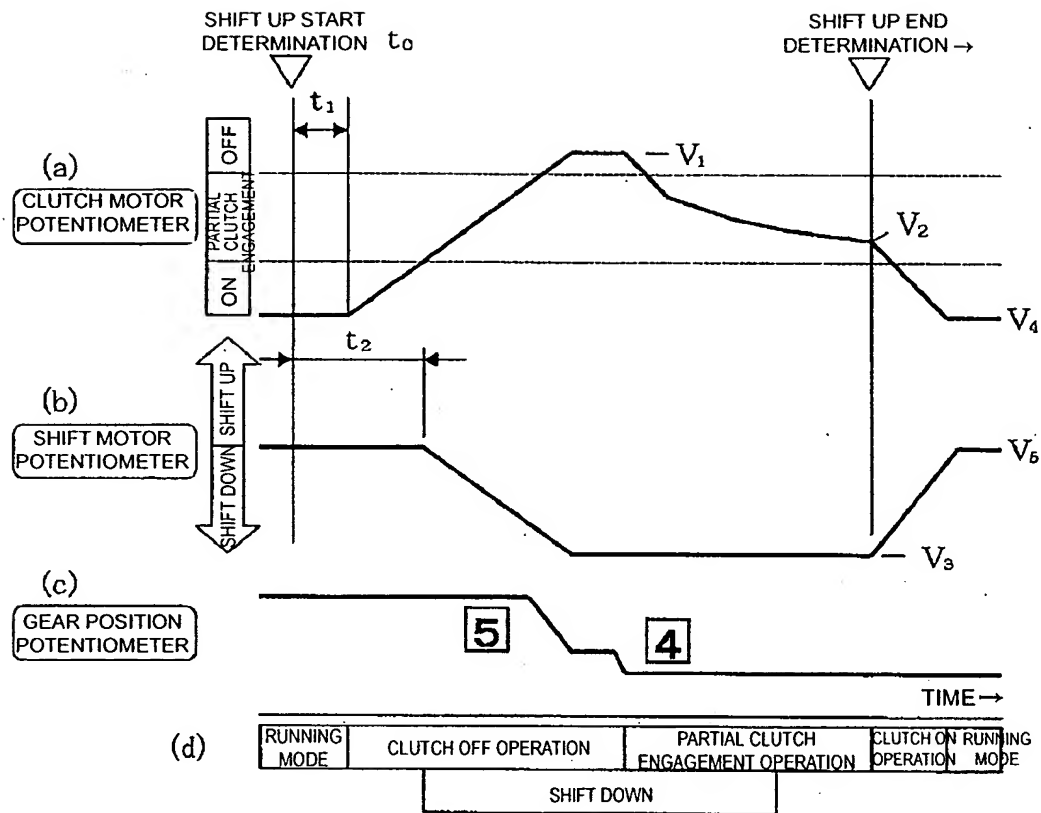 SHIFT UP START
DETERMINATION t₀
SHIFT UP END
DETERMINATION →
t₁
(a)
CLUTCH MOTOR
POTENTIOMETER
OFF
PARTIAL
CLUTCH
ENGAGEMENT
ON
V₁
V₂
V₄
t₂
(b)
SHIFT MOTOR
POTENTIOMETER
SHIFT UP
SHIFT DOWN
V₅
V₃
(c)
GEAR POSITION
POTENTIOMETER
5
4
TIME→
(d)
RUNNING
MODE
CLUTCH OFF OPERATION
PARTIAL CLUTCH
ENGAGEMENT OPERATION
CLUTCH ON
OPERATION
RUNNING
MODE
SHIFT DOWN